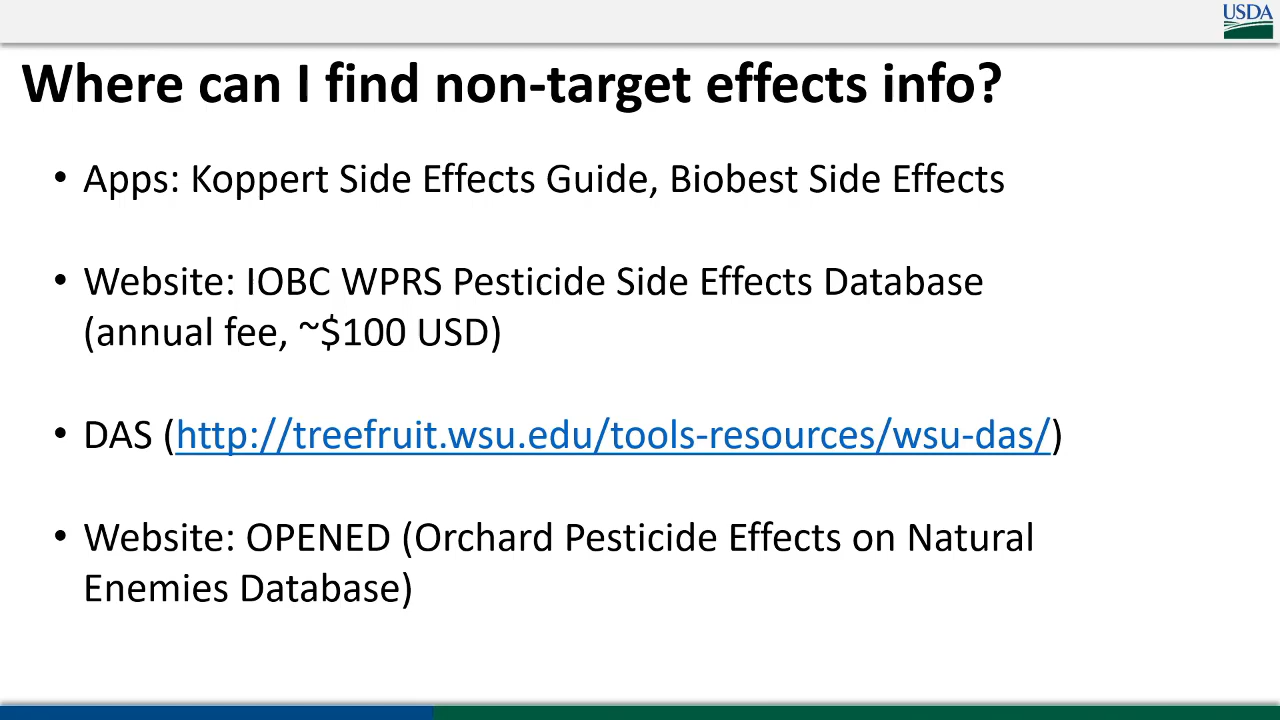 USDA
Where can I find non-target effects info?
• Apps: Koppert Side Effects Guide, Biobest Side Effects
• Website: IOBC WPRS Pesticide Side Effects Database
(annual fee, ~$100 USD)
• DAS (http://treefruit.wsu.edu/tools-resources/wsu-das/)
• Website: OPENED (Orchard Pesticide Effects on Natural
Enemies Database)